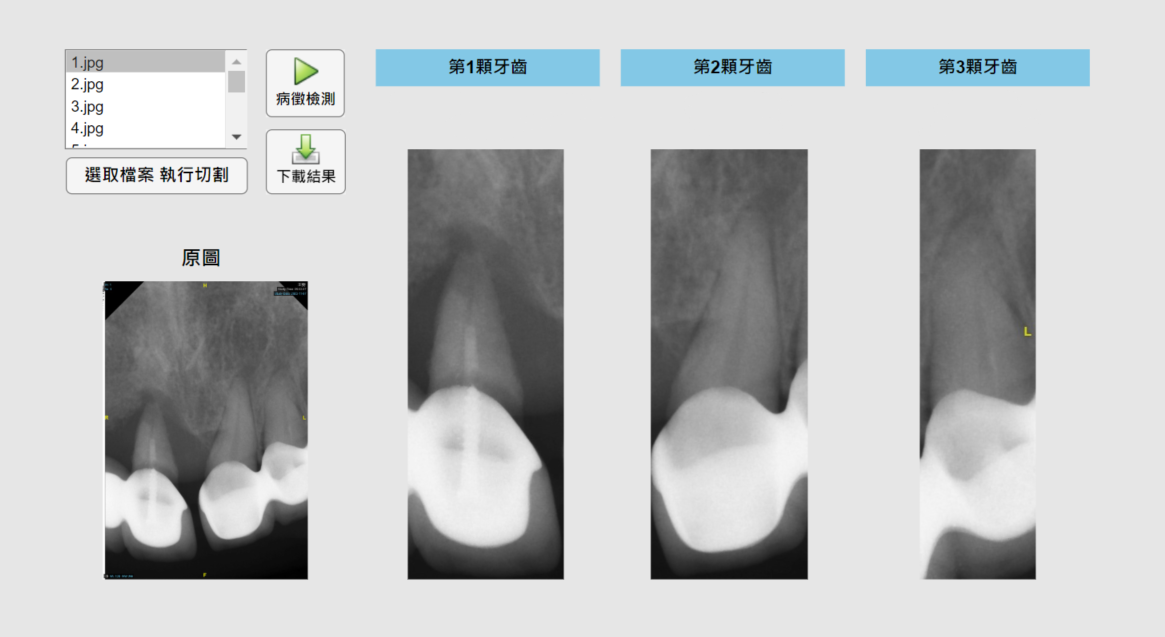 1.jpg
2.jpg
3.jpg
4.jpg
選取檔案 執行切割
病徵檢測
下載結果
原圖
H
L
F
第1顆牙齒
第2顆牙齒
第3顆牙齒
L